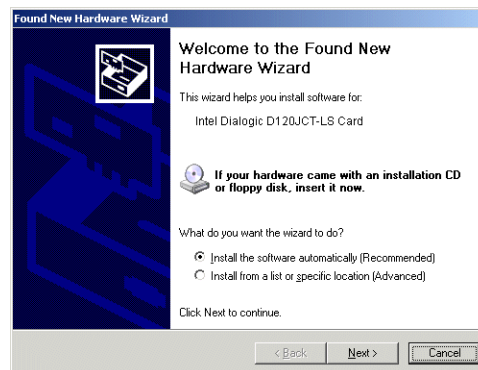 Found New Hardware Wizard
Welcome to the Found New
Hardware Wizard
This wizard helps you install software for:
Intel Dialogic D120JCT-LS Card
If your hardware came with an installation CD
or floppy disk, insert it now.
What do you want the wizard to do?
Install the software automatically (Recommended)
Install from a list or specific location (Advanced)
Click Next to continue.
< Back
Next >
Cancel